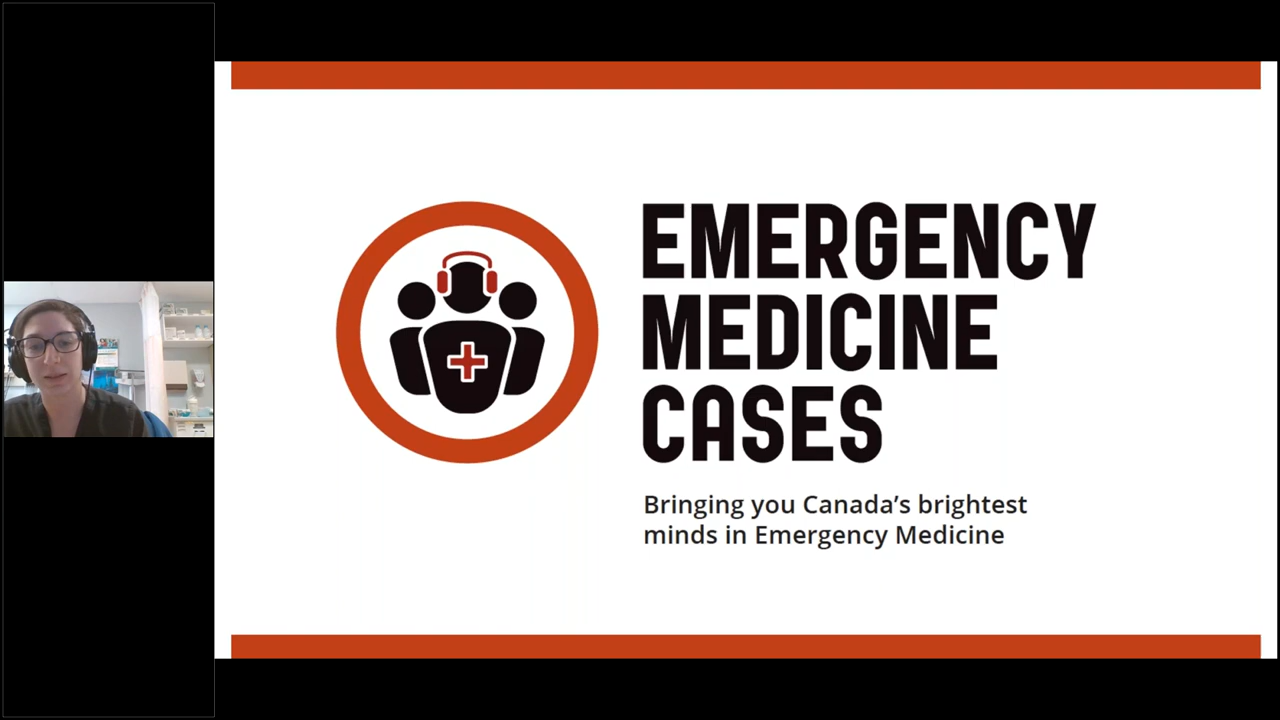 EMERGENCY
MEDICINE
CASES
Bringing you Canada's brightest
minds in Emergency Medicine